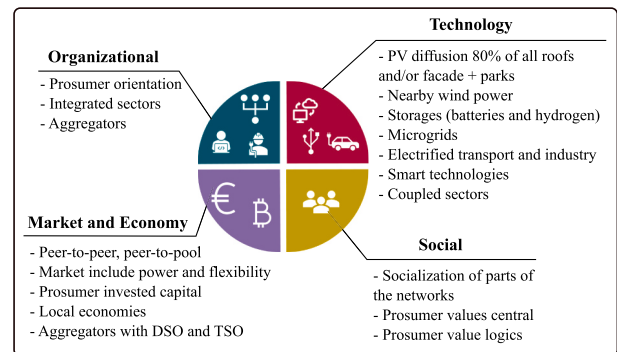 Organizational
- Prosumer orientation
- Integrated sectors
- Aggregators
Technology
- PV diffusion 80% of all roofs
and/or facade + parks
- Nearby wind power
- Storages (batteries and hydrogen)
- Microgrids
- Electrified transport and industry
- Smart technologies
- Coupled sectors
Market and Economy
- Peer-to-peer, peer-to-pool
- Market include power and flexibility
- Prosumer invested capital
- Local economies
- Aggregators with DSO and TSO
Social
- Socialization of parts of
the networks
- Prosumer values central
- Prosumer value logics